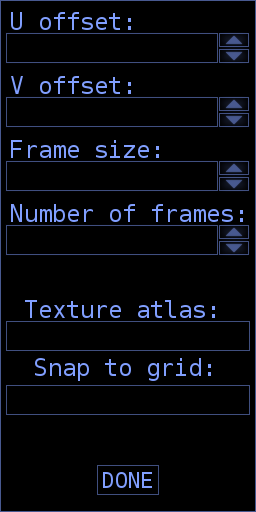 U offset:
V offset:
Frame size:
Number of frames:
Texture atlas:
Snap to grid:
DONE